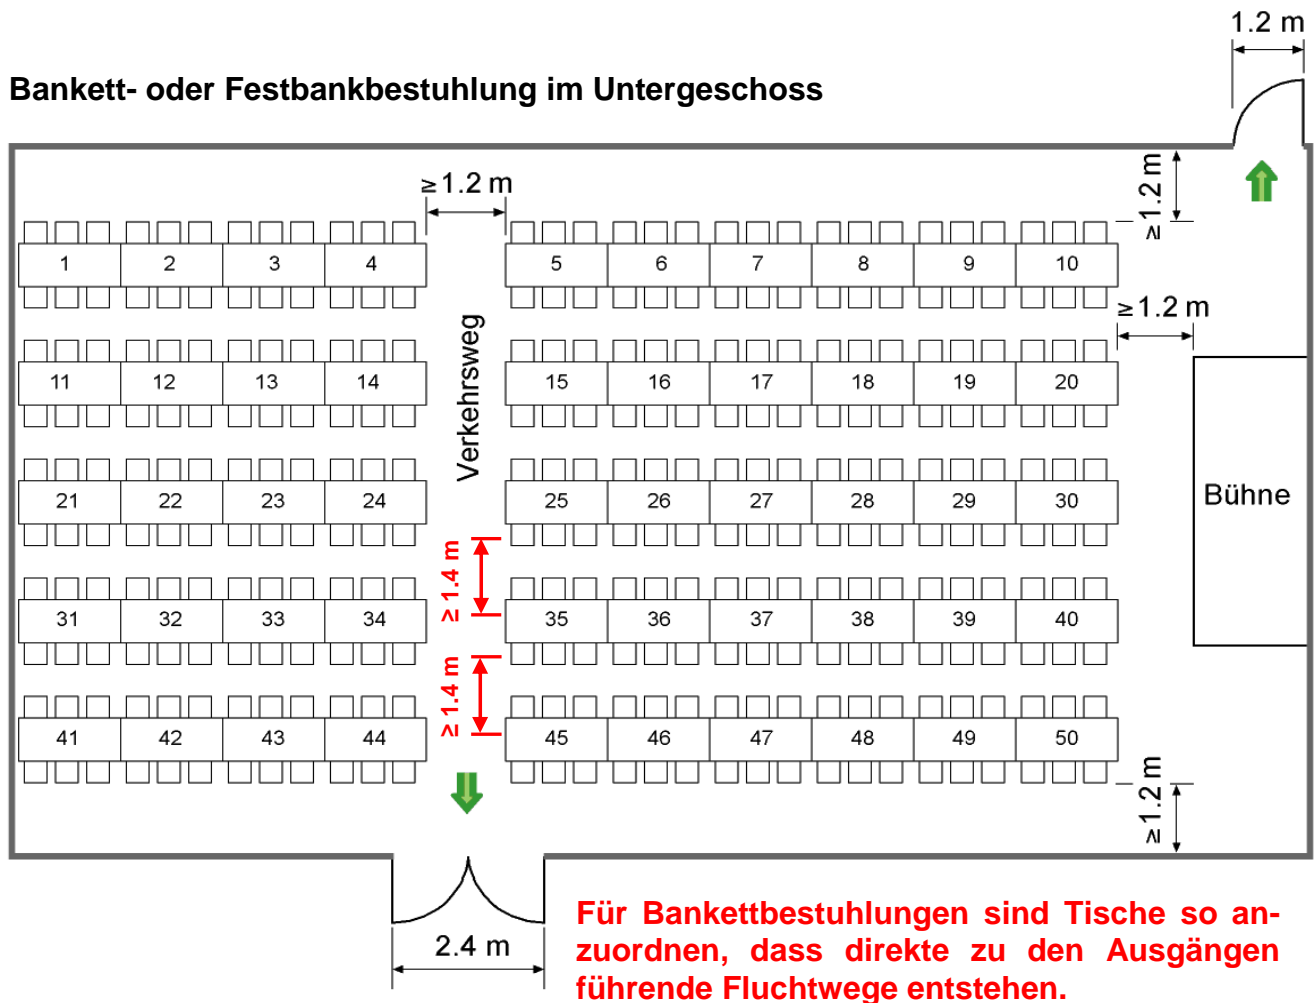 1.2 m
Bankett- oder Festbankbestuhlung im Untergeschoss
≥1.2 m
≥1.2 m
1 2 3 4 5 6 7 8 9 10
≥1.2 m
Verkehrsweg
11 12 13 14 15 16 17 18 19 20
21 22 23 24 25 26 27 28 29 30
Bühne
≥1.4 m
31 32 33 34 35 36 37 38 39 40
≥1.4 m
41 42 43 44 45 46 47 48 49 50
≥1.2 m
2.4 m
Für Bankettbestuhlungen sind Tische so an-
zuordnen, dass direkte zu den Ausgängen
führende Fluchtwege entstehen.